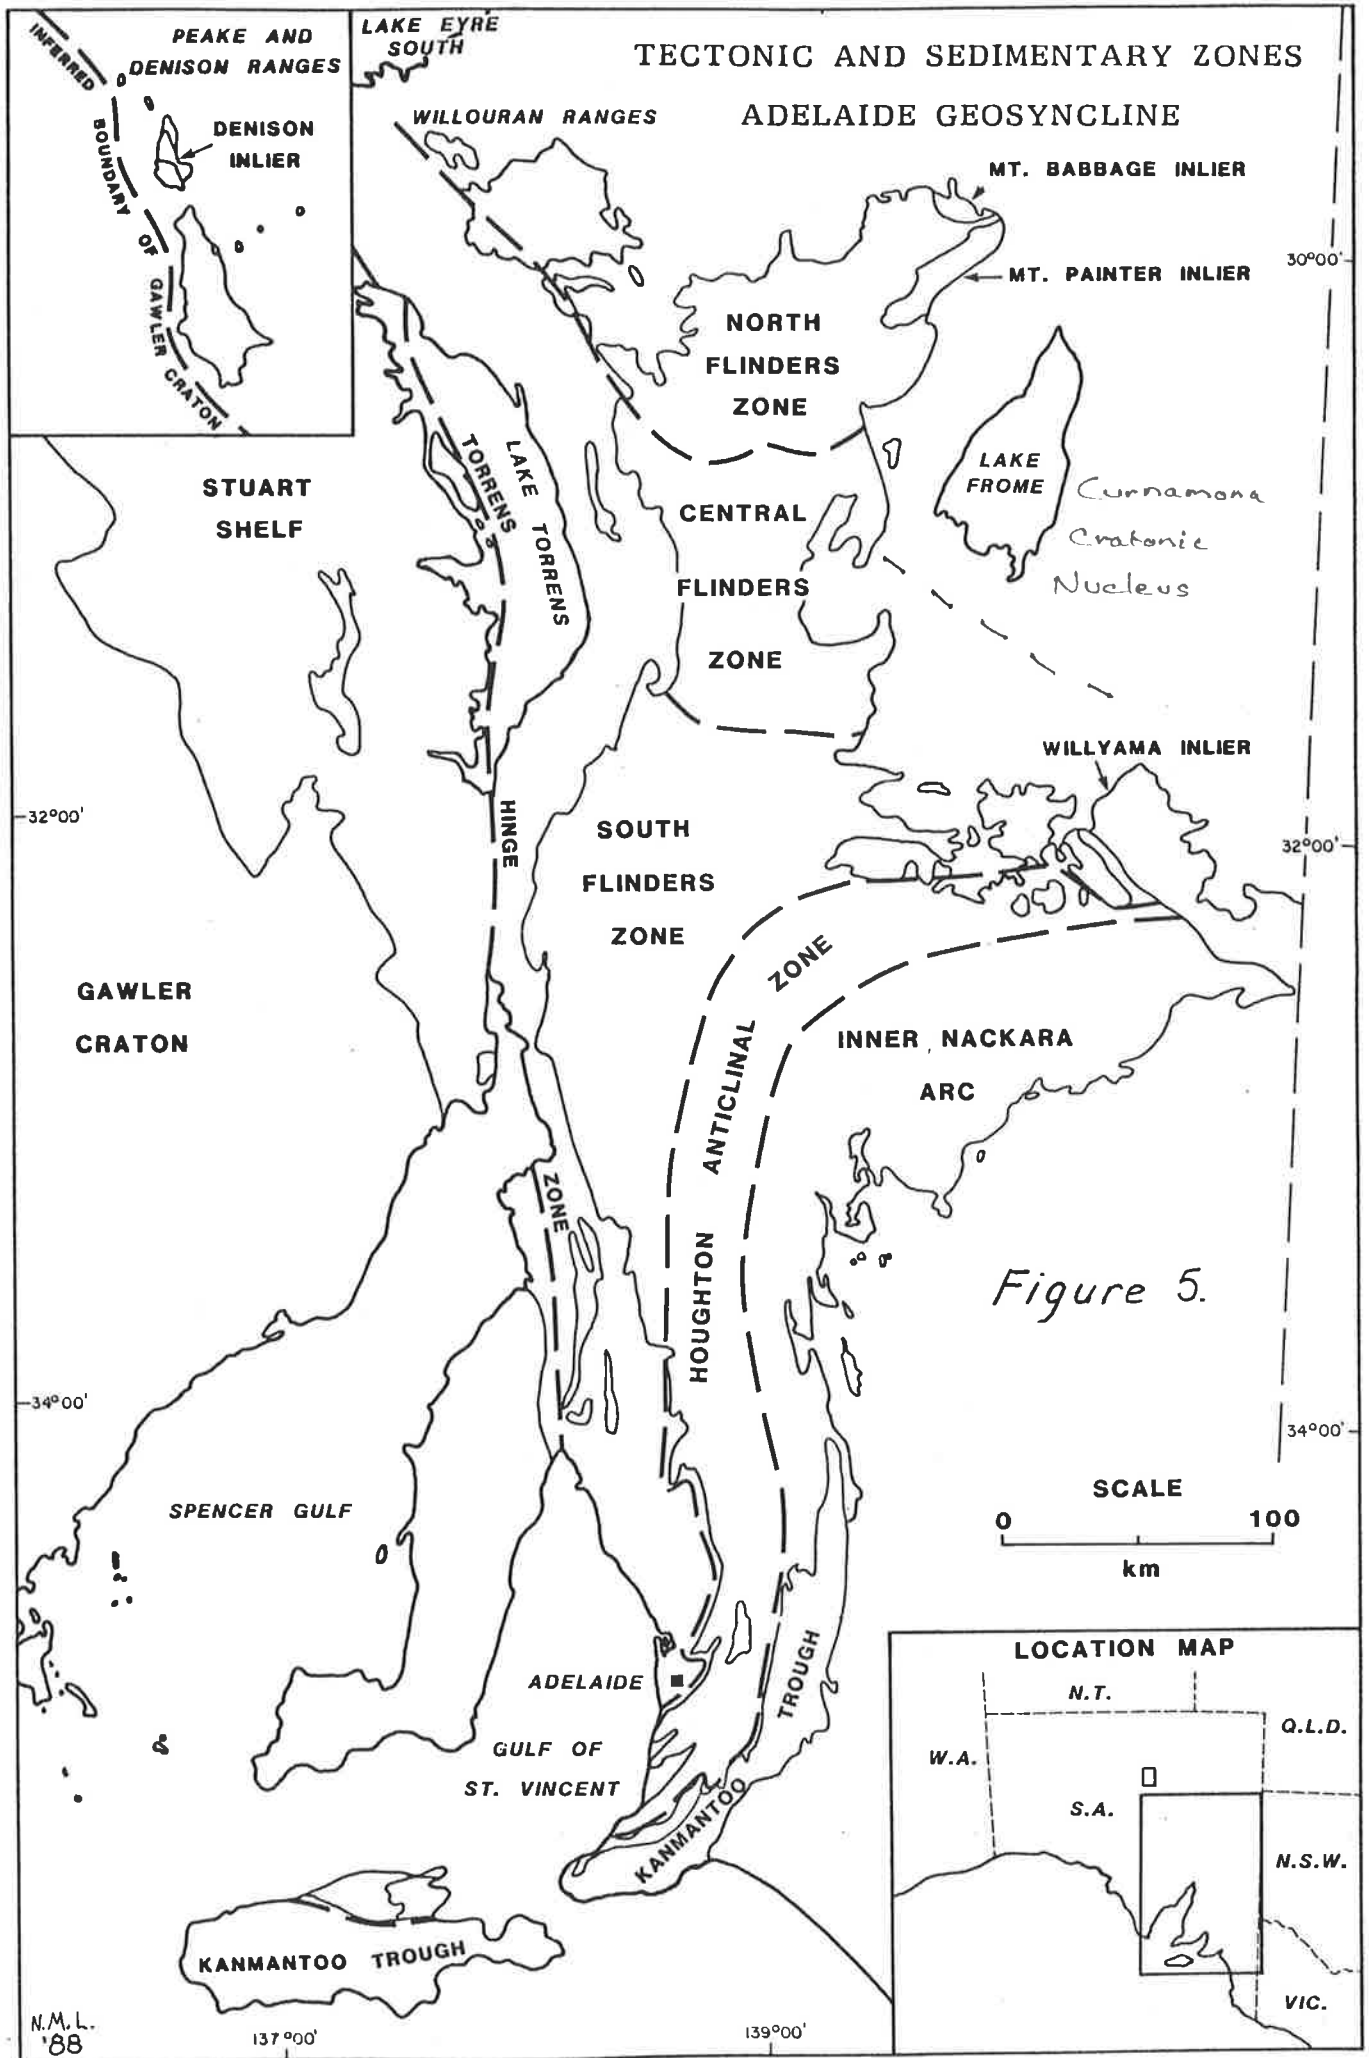 TECTONIC AND SEDIMENTARY ZONES
ADELAIDE GEOSYNCLINE
PEAKE AND
DENISON RANGES
DENISON
INLIER
INFERRED
BOUNDARY
OF
GAWLER CRATON
LAKE EYRE
SOUTH
WILLOURAN RANGES
MT. BABBAGE INLIER
MT. PAINTER INLIER
30°00'
NORTH
FLINDERS
ZONE
LAKE
FROME
Curnamona
Cratonic
Nucleus
STUART
SHELF
TORRENS
LAKE TORRENS
CENTRAL
FLINDERS
ZONE
WILLYAMA INLIER
32°00'
32°00'
HINGE
SOUTH
FLINDERS
ZONE
GAWLER
CRATON
ZONE
HOUGHTON ANTICLINAL ZONE
INNER NACKARA
ARC
Figure 5.
34°00'
34°00'
SCALE
0 100
km
SPENCER GULF
ADELAIDE
GULF OF
ST. VINCENT
KANMANTOO TROUGH
KANMANTOO TROUGH
LOCATION MAP
N.T.
Q.L.D.
W.A.
S.A.
N.S.W.
VIC.
N.M.L.
'88
137°00'
139°00'